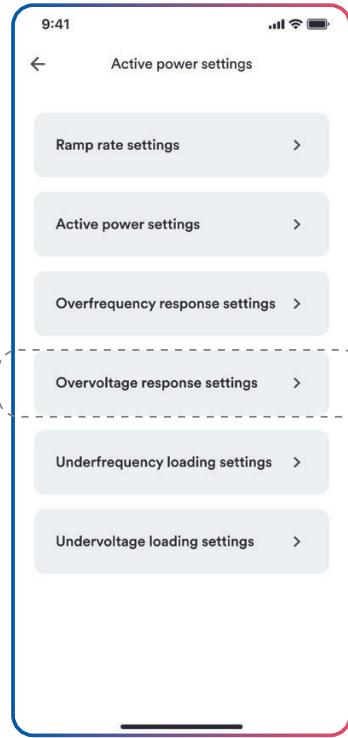 9:41
Active power settings
Ramp rate settings
Active power settings
Overfrequency response settings
Overvoltage response settings
Underfrequency loading settings
Undervoltage loading settings